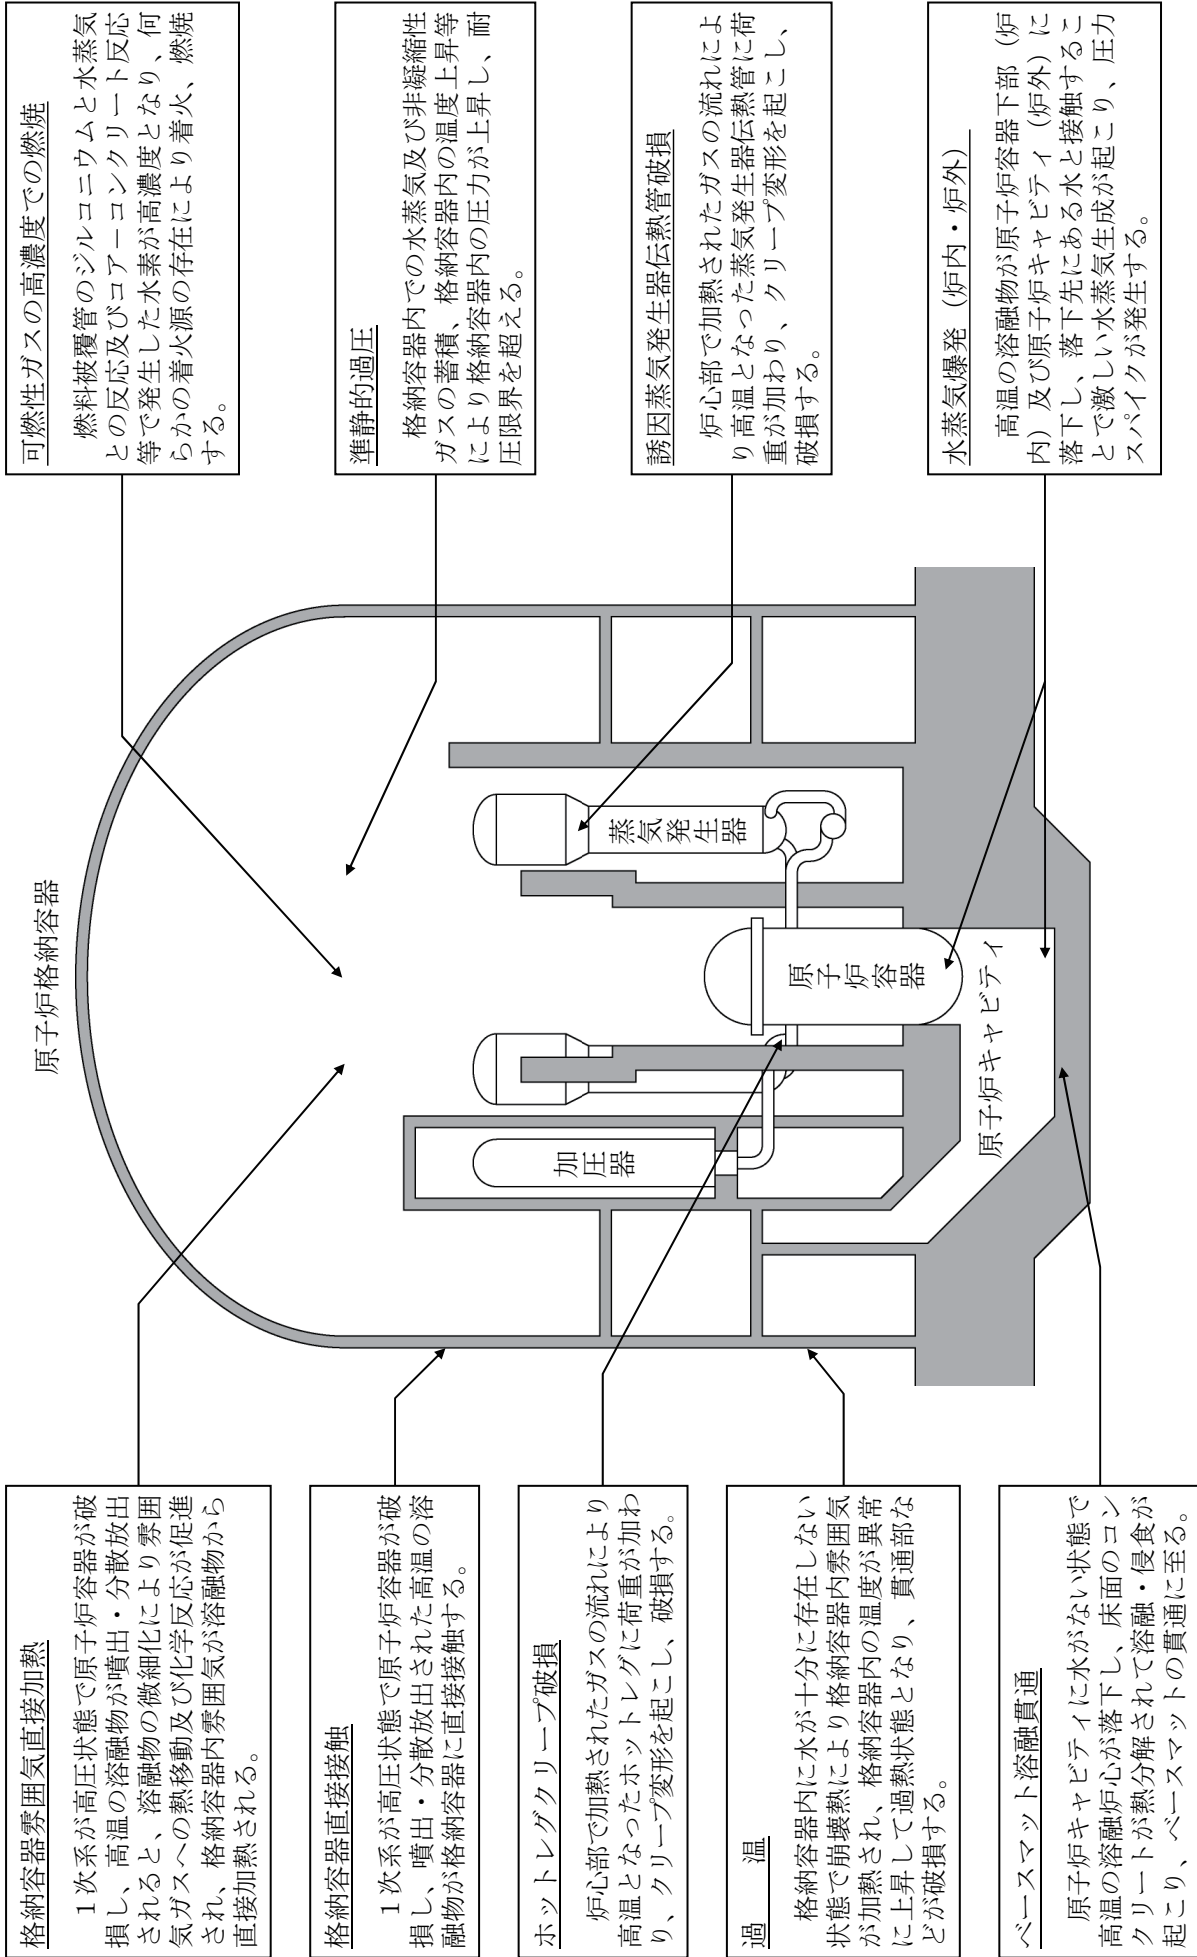 格納容器雰囲気直接加熱
1次系が高圧状態で原子炉容器が破
損し、高温の溶融物が噴出・分散放出
されると、溶融物の微細化により雰囲
気ガスへの熱移動及び化学反応が促進
され、格納容器内雰囲気が溶融物から
直接加熱される。
格納容器直接接触
1次系が高圧状態で原子炉容器が破
損し、噴出・分散放出された高温の溶
融物が格納容器に直接接触する。
ホットレグクリープ破損
炉心部で加熱されたガスの流れにより
高温となったホットレグに荷重が加わ
り、クリープ変形を起こし、破損する。
過　温
格納容器内に水が十分に存在しない
状態で崩壊熱により格納容器内雰囲気
が加熱され、格納容器内の温度が異常
に上昇して過熱状態となり、貫通部な
どが破損する。
ベースマット溶融貫通
原子炉キャビティに水がない状態で
高温の溶融炉心が落下し、床面のコン
クリートが熱分解されて溶融・侵食が
起こり、ベースマットの貫通に至る。
原子炉格納容器
加圧器
蒸気発生器
原子炉容器
原子炉キャビティ
可燃性ガスの高濃度での燃焼
燃料被覆管のジルコニウムと水蒸気
との反応及びコアーコンクリート反応
等で発生した水素が高濃度となり、何
らかの着火源の存在により着火、燃焼
する。
準静的過圧
格納容器内での水蒸気及び非凝縮性
ガスの蓄積、格納容器内の温度上昇等
により格納容器内の圧力が上昇し、耐
圧限界を超える。
誘因蒸気発生器伝熱管破損
炉心部で加熱されたガスの流れによ
り高温となった蒸気発生器伝熱管に荷
重が加わり、クリープ変形を起こし、
破損する。
水蒸気爆発（炉内・炉外）
高温の溶融物が原子炉容器下部（炉
内）及び原子炉キャビティ（炉外）に
落下し、落下先にある水と接触するこ
とで激しい水蒸気生成が起こり、圧力
スパイクが発生する。